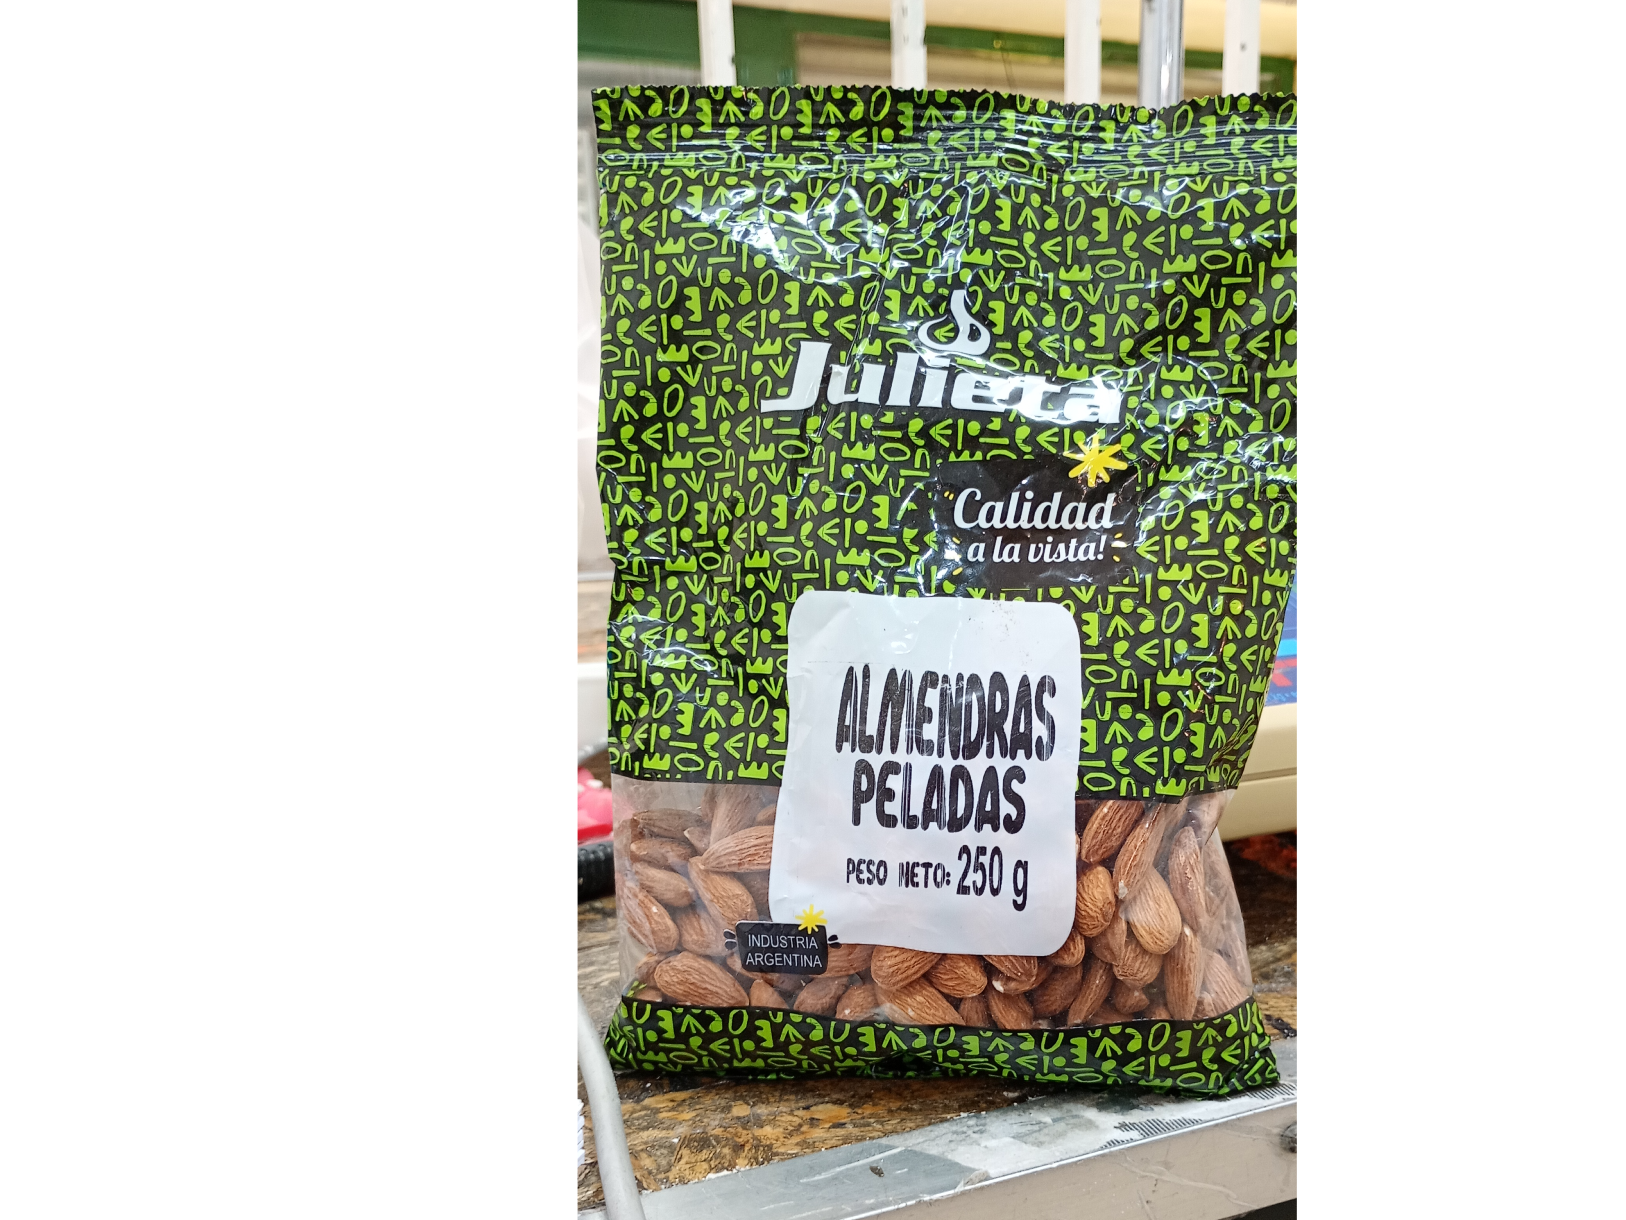 Julieta
Calidad
a la vista!
ALMENDRAS
PELADAS
PESO NETO: 250 g
INDUSTRIA
ARGENTINA